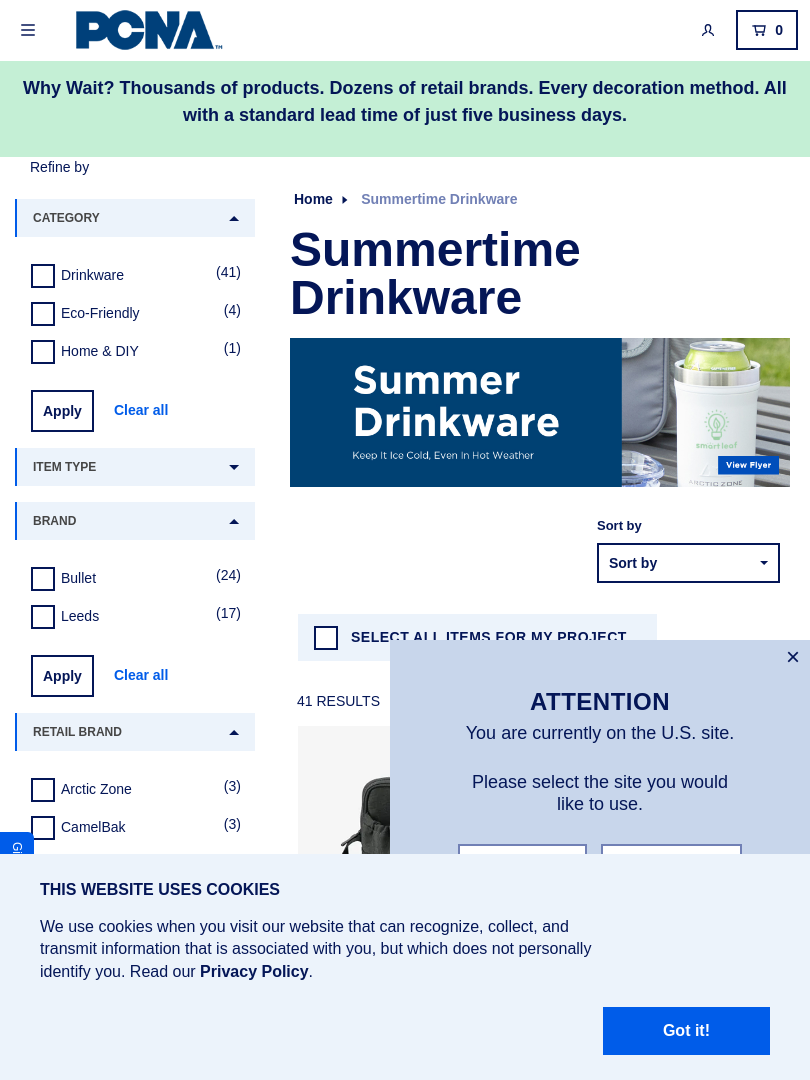 PCNA™
0
Why Wait? Thousands of products. Dozens of retail brands. Every decoration method. All
with a standard lead time of just five business days.
Refine by
CATEGORY
Drinkware (41)
Eco-Friendly (4)
Home & DIY (1)
Apply Clear all
ITEM TYPE
BRAND
Bullet (24)
Leeds (17)
Apply Clear all
RETAIL BRAND
Arctic Zone (3)
CamelBak (3)
Home Summertime Drinkware
Summertime
Drinkware
Summer
Drinkware
Keep It Ice Cold, Even In Hot Weather
smart leaf
View Flyer
ARCTIC ZONE
Sort by
Sort by
SELECT ALL ITEMS FOR MY PROJECT
41 RESULTS
×
ATTENTION
You are currently on the U.S. site.
Please select the site you would
like to use.
THIS WEBSITE USES COOKIES
We use cookies when you visit our website that can recognize, collect, and
transmit information that is associated with you, but which does not personally
identify you. Read our Privacy Policy.
Got it!